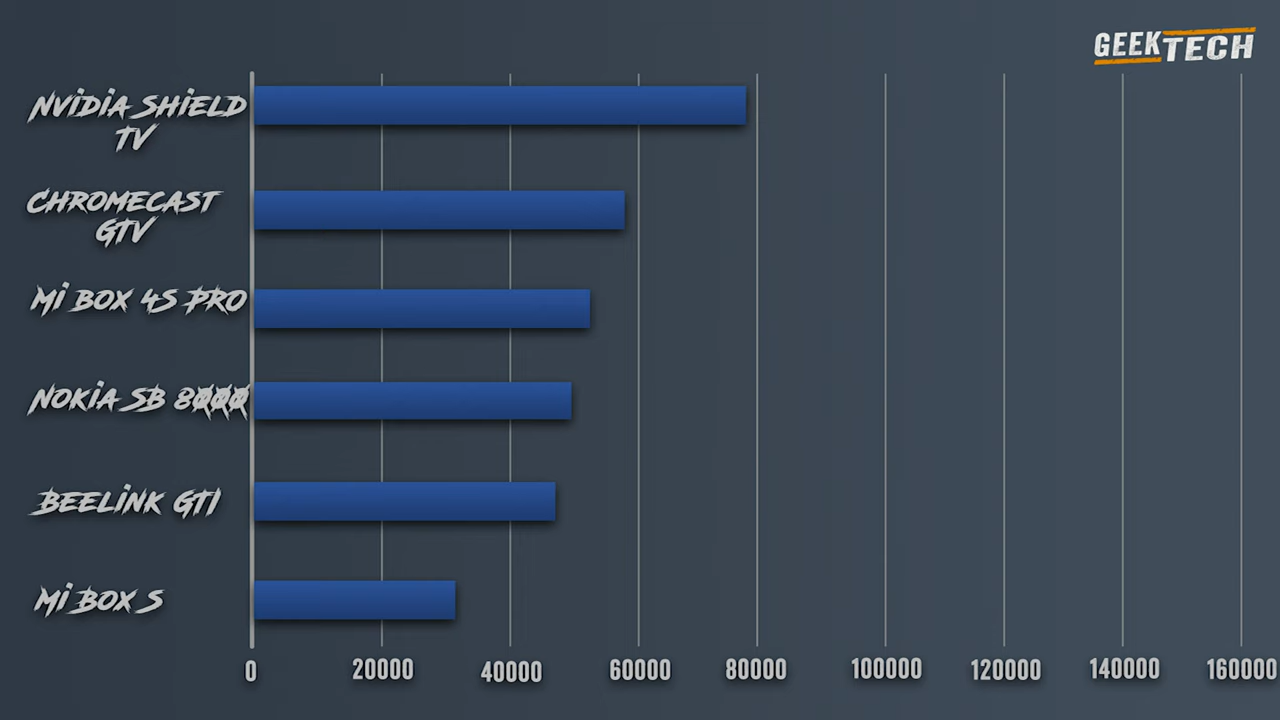 GEEKTECH
NVIDIA SHIELD
TV
CHROMECAST
GTV
MI BOX 4S PRO
NOKIA SB 8000
BEELINK GT1
MI BOX S
0 20000 40000 60000 80000 100000 120000 140000 160000